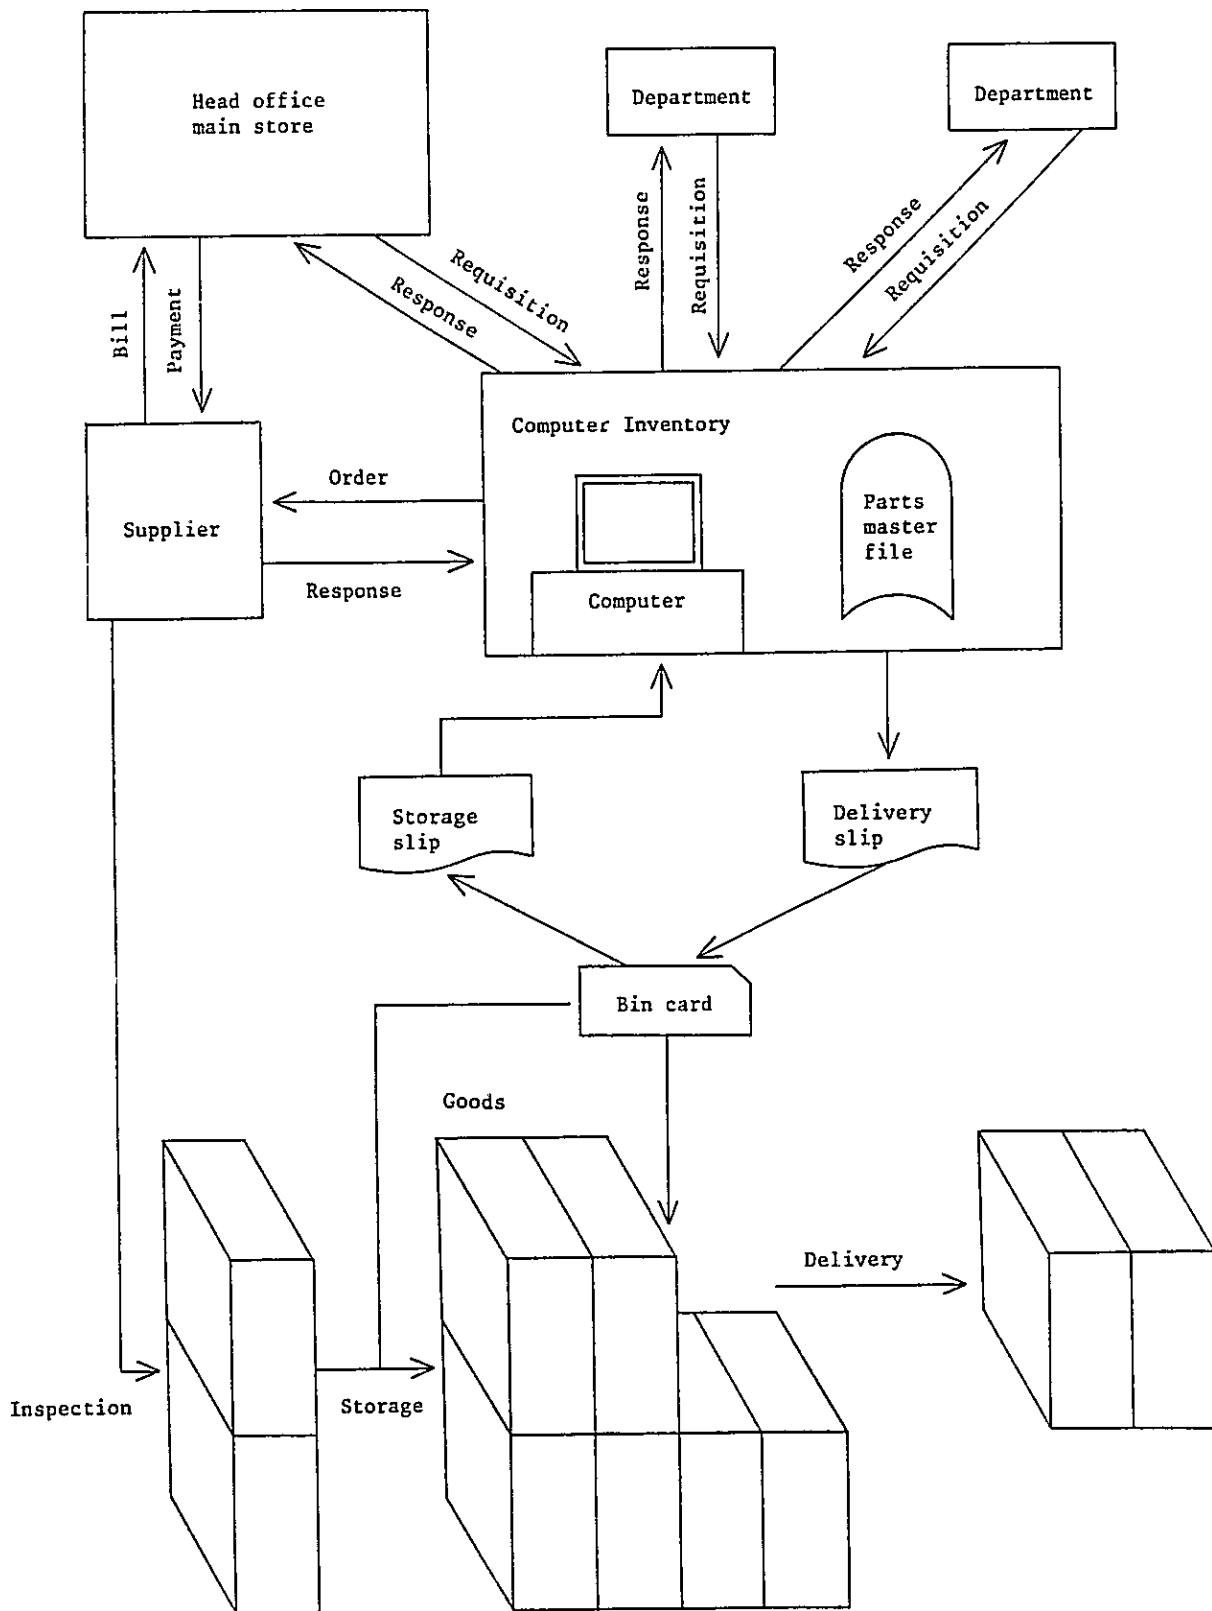 Head office
main store
Department
Department
Bill
Payment
Requisition
Response
Response
Requisition
Response
Requisition
Computer Inventory
Order
Supplier
Response
Computer
Parts
master
file
Storage
slip
Delivery
slip
Bin card
Goods
Delivery
Inspection
Storage